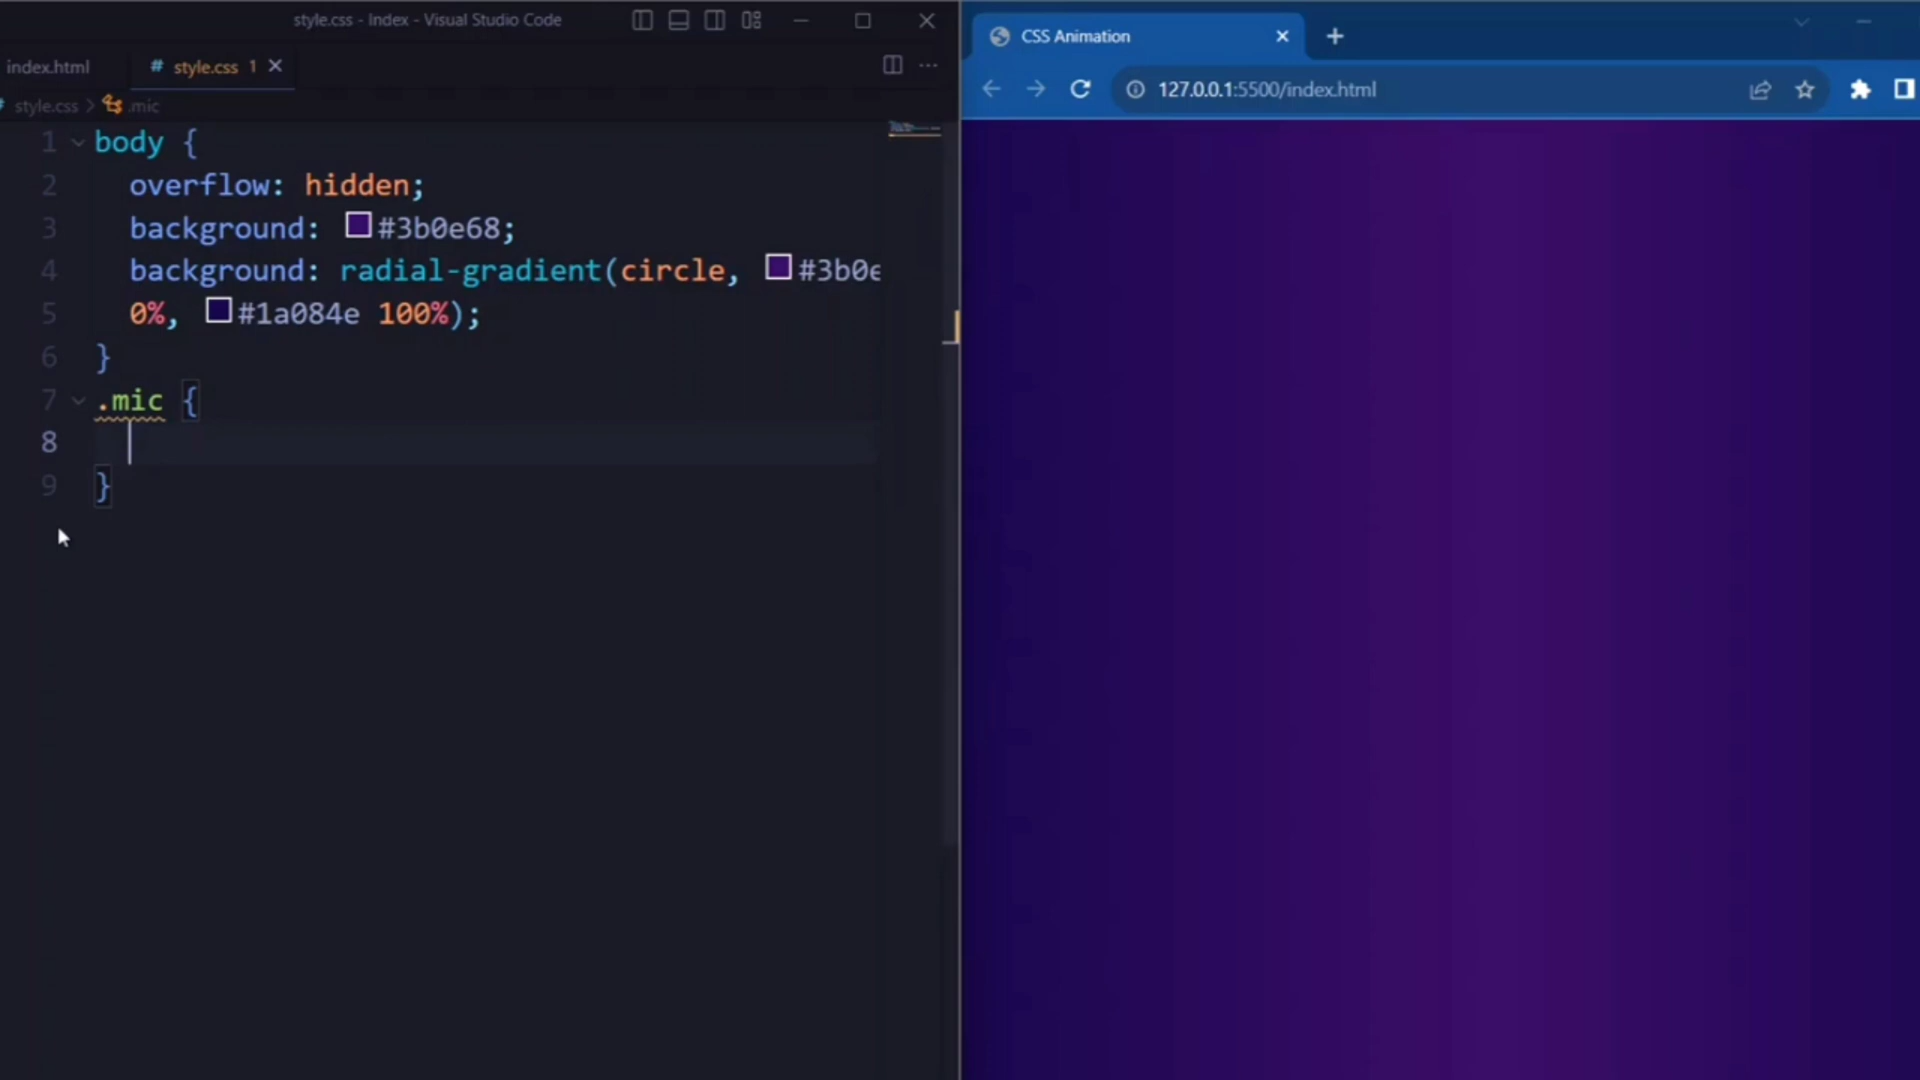 style.css - Index - Visual Studio Code
index.html
# style.css 1
style.css > .mic
1 body {
2 overflow: hidden;
3 background: #3b0e68;
4 background: radial-gradient(circle, #3b0e
5 0%, #1a084e 100%);
6 }
7 .mic {
8
9 }
CSS Animation
127.0.0.1:5500/index.html